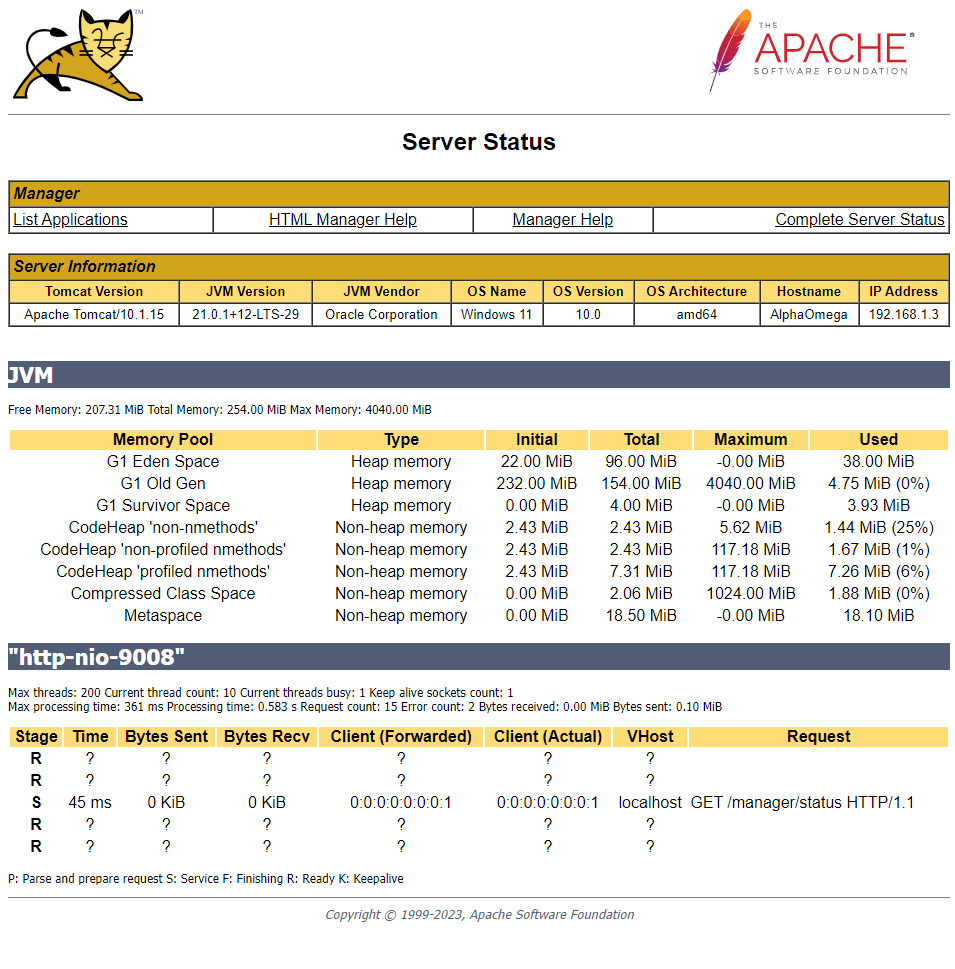 TM
THE
APACHE®
SOFTWARE FOUNDATION
Server Status
Manager
List Applications HTML Manager Help Manager Help Complete Server Status
Server Information
Tomcat Version JVM Version JVM Vendor OS Name OS Version OS Architecture Hostname IP Address
Apache Tomcat/10.1.15 21.0.1+12-LTS-29 Oracle Corporation Windows 11 10.0 amd64 AlphaOmega 192.168.1.3
JVM
Free Memory: 207.31 MiB Total Memory: 254.00 MiB Max Memory: 4040.00 MiB
Memory Pool Type Initial Total Maximum Used
G1 Eden Space Heap memory 22.00 MiB 96.00 MiB -0.00 MiB 38.00 MiB
G1 Old Gen Heap memory 232.00 MiB 154.00 MiB 4040.00 MiB 4.75 MiB (0%)
G1 Survivor Space Heap memory 0.00 MiB 4.00 MiB -0.00 MiB 3.93 MiB
CodeHeap 'non-nmethods' Non-heap memory 2.43 MiB 2.43 MiB 5.62 MiB 1.44 MiB (25%)
CodeHeap 'non-profiled nmethods' Non-heap memory 2.43 MiB 2.43 MiB 117.18 MiB 1.67 MiB (1%)
CodeHeap 'profiled nmethods' Non-heap memory 2.43 MiB 7.31 MiB 117.18 MiB 7.26 MiB (6%)
Compressed Class Space Non-heap memory 0.00 MiB 2.06 MiB 1024.00 MiB 1.88 MiB (0%)
Metaspace Non-heap memory 0.00 MiB 18.50 MiB -0.00 MiB 18.10 MiB
"http-nio-9008"
Max threads: 200 Current thread count: 10 Current threads busy: 1 Keep alive sockets count: 1
Max processing time: 361 ms Processing time: 0.583 s Request count: 15 Error count: 2 Bytes received: 0.00 MiB Bytes sent: 0.10 MiB
Stage Time Bytes Sent Bytes Recv Client (Forwarded) Client (Actual) VHost Request
R ? ? ? ? ? ?
R ? ? ? ? ? ?
S 45 ms 0 KiB 0 KiB 0:0:0:0:0:0:0:1 0:0:0:0:0:0:0:1 localhost GET /manager/status HTTP/1.1
R ? ? ? ? ? ?
R ? ? ? ? ? ?
P: Parse and prepare request S: Service F: Finishing R: Ready K: Keepalive
Copyright © 1999-2023, Apache Software Foundation